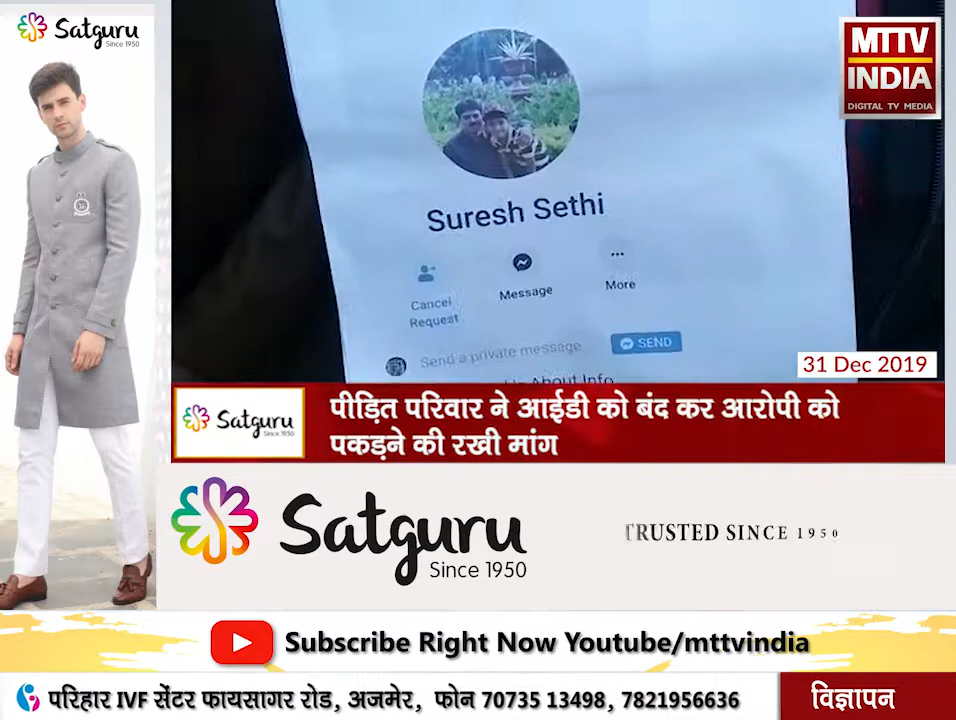 Satguru
Since 1950
MTTV
INDIA
DIGITAL TV MEDIA
Suresh Sethi
Cancel
Request
Message
More
Send a private message
SEND
About Info
31 Dec 2019
Satguru
Since 1950
पीड़ित परिवार ने आईडी को बंद कर आरोपी को
पकड़ने की रखी मांग
Satguru
Since 1950
TRUSTED SINCE 1950
Subscribe Right Now Youtube/mttvindia
परिहार IVF सेंटर फायसागर रोड, अजमेर, फोन 70735 13498, 7821956636
विज्ञापन